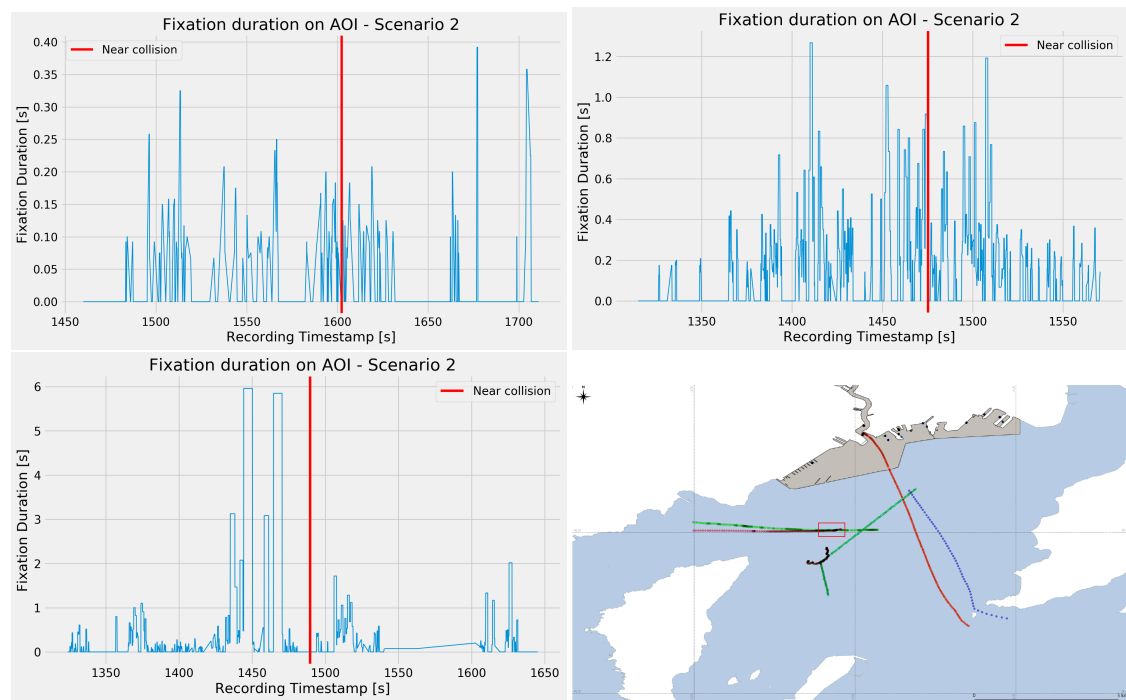 Fixation duration on AOI - Scenario 2
Near collision
0.40
0.35
0.30
0.25
0.20
0.15
0.10
0.05
0.00
Fixation Duration [s]
1450 1500 1550 1600 1650 1700
Recording Timestamp [s]
Fixation duration on AOI - Scenario 2
Near collision
1.2
1.0
0.8
0.6
0.4
0.2
0.0
Fixation Duration [s]
1350 1400 1450 1500 1550
Recording Timestamp [s]
Fixation duration on AOI - Scenario 2
Near collision
6
5
4
3
2
1
0
Fixation Duration [s]
1350 1400 1450 1500 1550 1600 1650
Recording Timestamp [s]